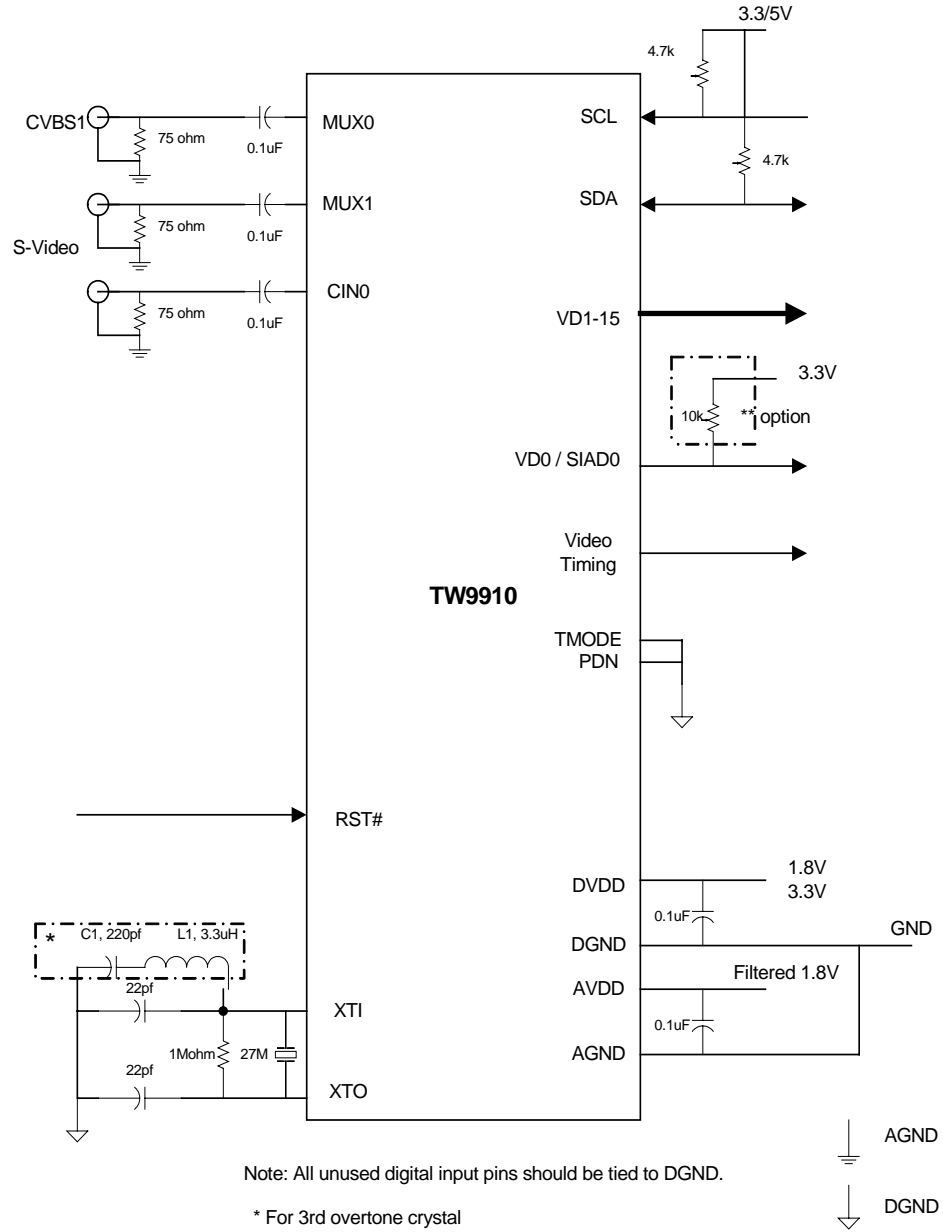 3.3/5V
4.7k
CVBS1
75 ohm
0.1uF
MUX0
SCL
4.7k
S-Video
75 ohm
0.1uF
MUX1
SDA
75 ohm
0.1uF
CIN0
VD1-15
3.3V
10k
** option
VD0 / SIAD0
Video
Timing
TW9910
TMODE
PDN
RST#
DVDD
1.8V
3.3V
0.1uF
DGND
GND
* C1, 220pf L1, 3.3uH
22pf
XTI
AVDD
Filtered 1.8V
0.1uF
1Mohm
27M
AGND
22pf
XTO
AGND
Note: All unused digital input pins should be tied to DGND.
* For 3rd overtone crystal
DGND